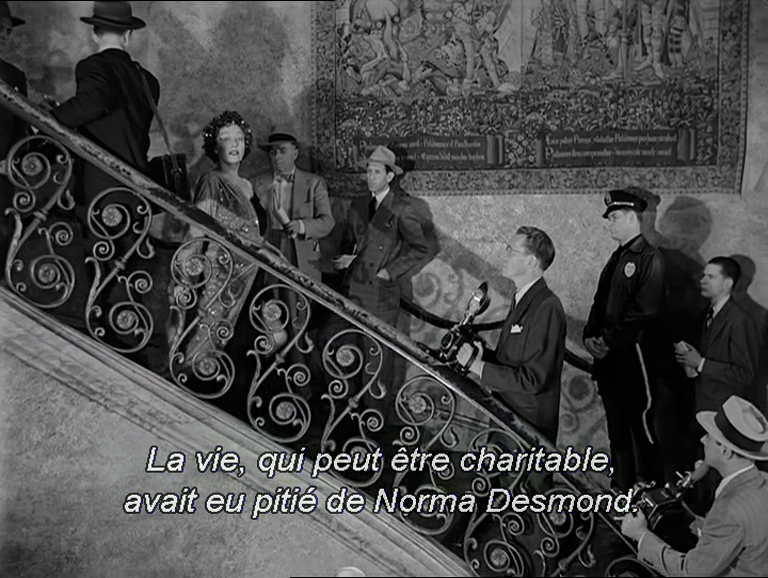 La vie, qui peut être charitable,
avait eu pitié de Norma Desmond.